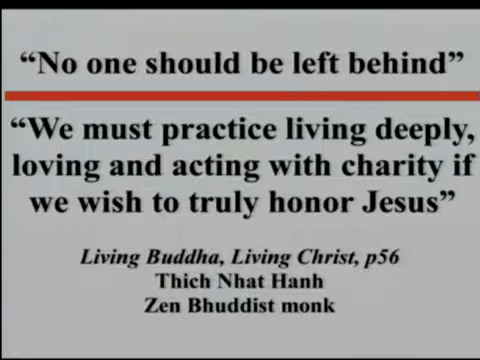 “No one should be left behind”
“We must practice living deeply,
loving and acting with charity if
we wish to truly honor Jesus”
Living Buddha, Living Christ, p56
Thich Nhat Hanh
Zen Bhuddist monk